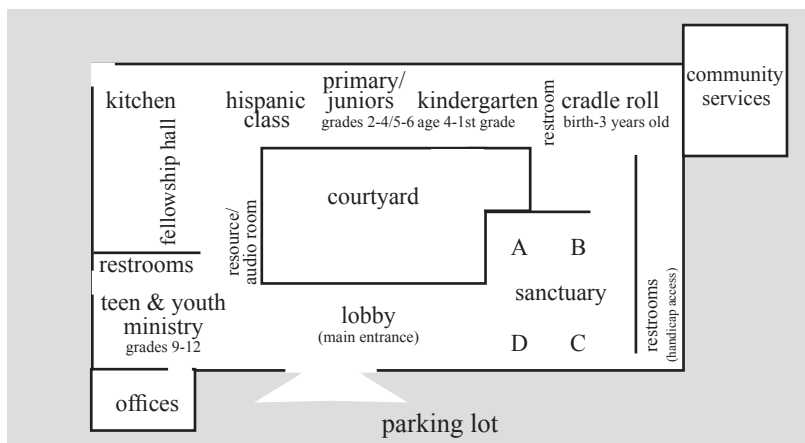 community
services
kitchen
hispanic
class
primary/
juniors
grades 2-4/5-6
kindergarten
age 4-1st grade
restroom
cradle roll
birth-3 years old
fellowship hall
courtyard
resource/
audio room
A B
sanctuary
D C
restrooms
(handicap access)
restrooms
teen & youth
ministry
grades 9-12
lobby
(main entrance)
offices
parking lot